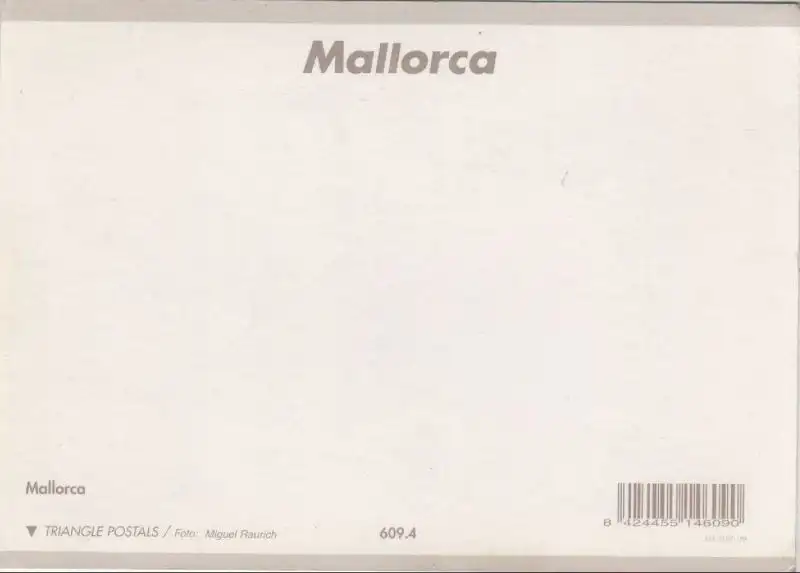 Mallorca
Mallorca
▼ TRIANGLE POSTALS / Foto: Miguel Raurich
609.4
8 424455 146090